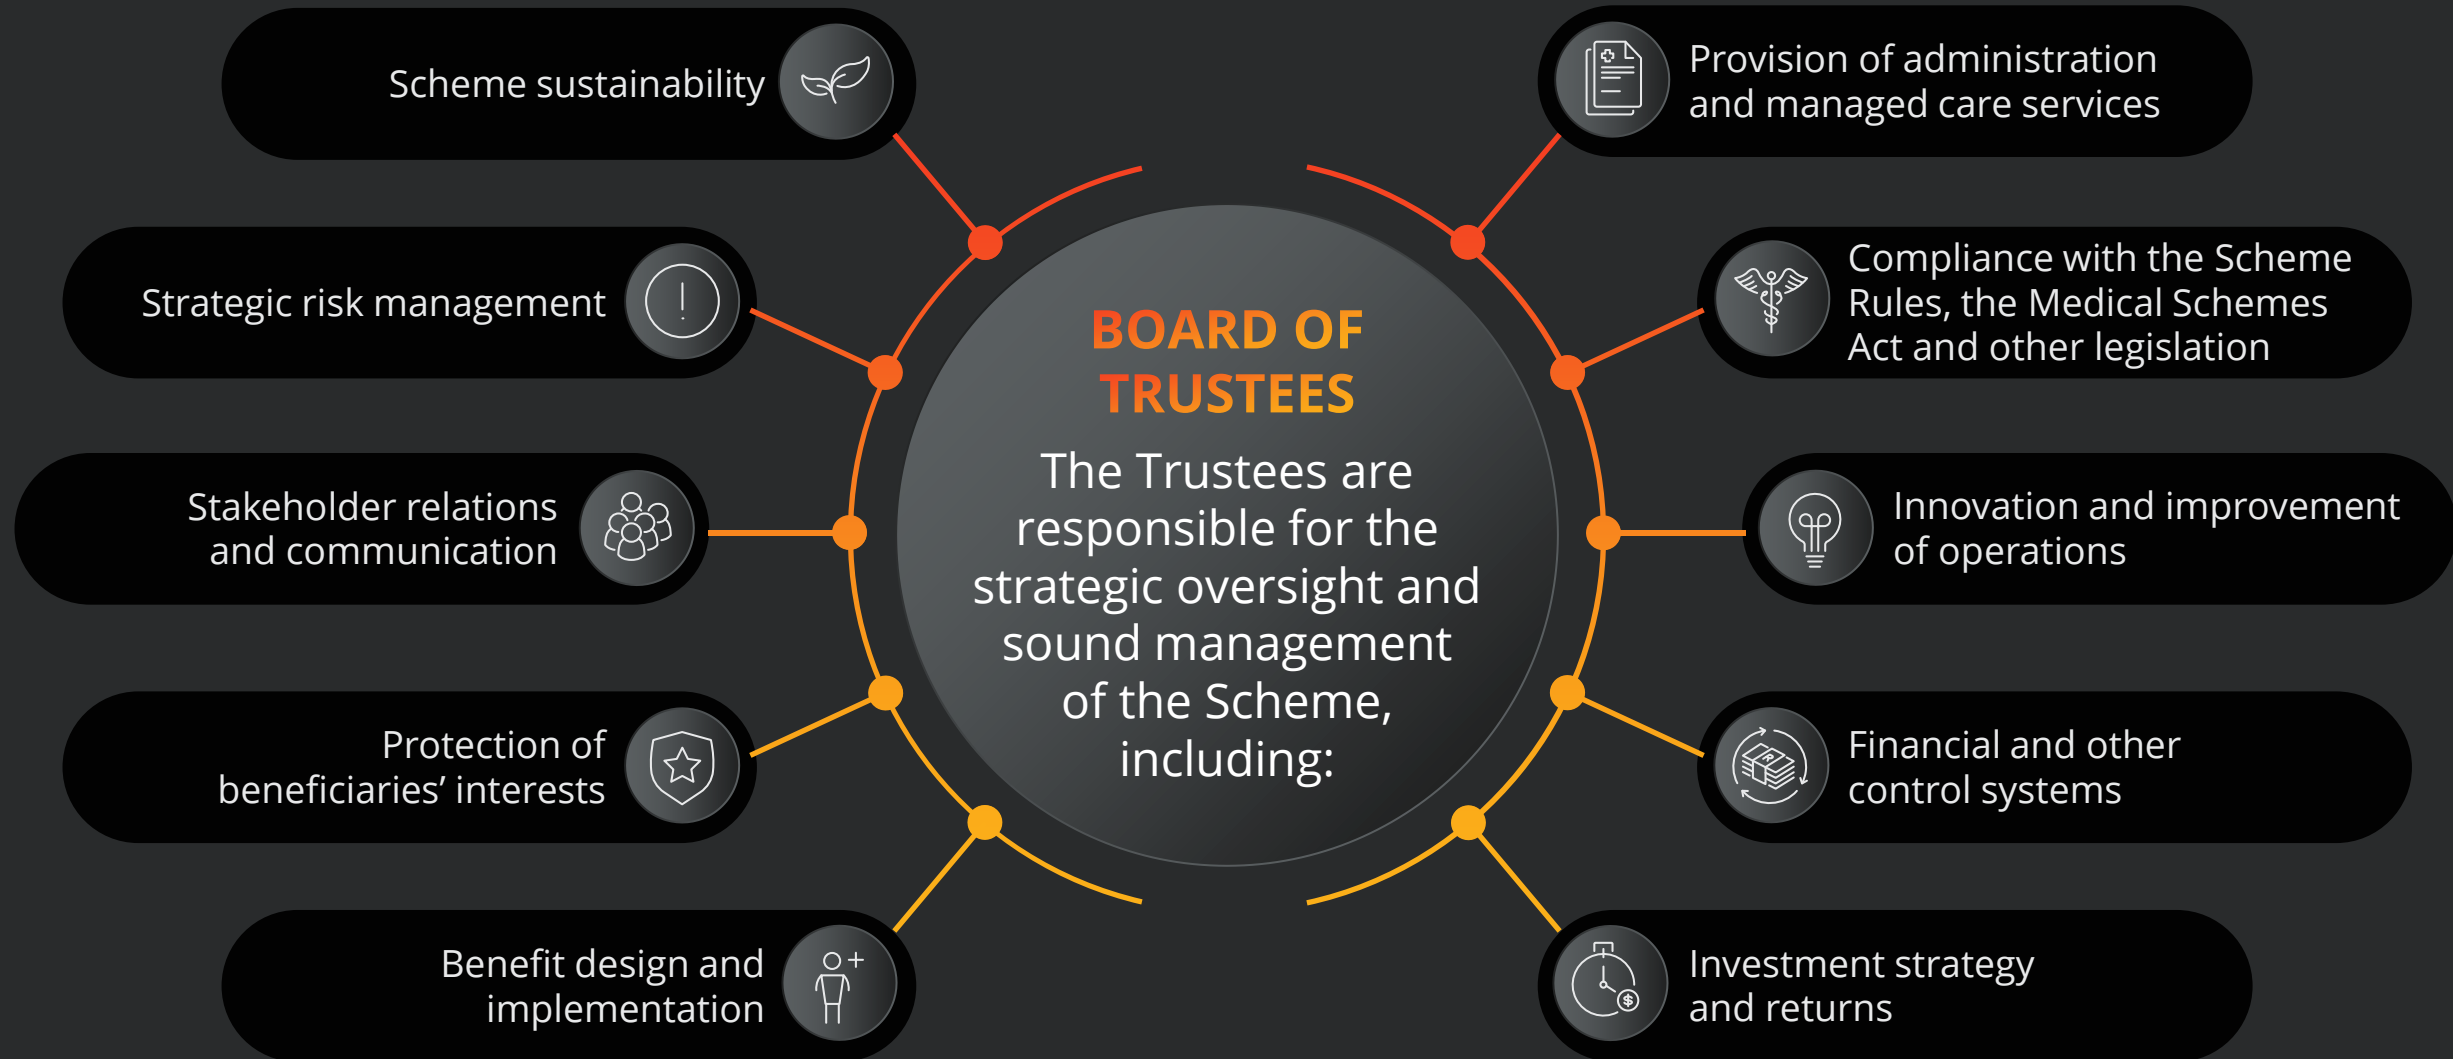 BOARD OF
TRUSTEES
The Trustees are
responsible for the
strategic oversight and
sound management
of the Scheme,
including:
Scheme sustainability
Strategic risk management
Stakeholder relations
and communication
Protection of
beneficiaries’ interests
Benefit design and
implementation
Provision of administration
and managed care services
Compliance with the Scheme
Rules, the Medical Schemes
Act and other legislation
Innovation and improvement
of operations
Financial and other
control systems
Investment strategy
and returns